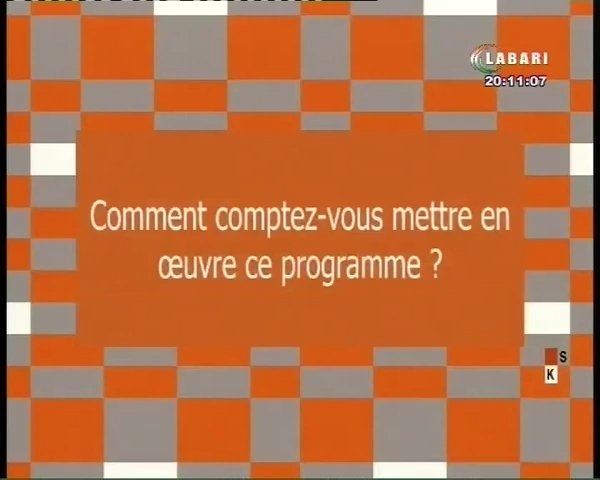 LABARI
20:11:07
Comment comptez-vous mettre en
œuvre ce programme ?
S
K